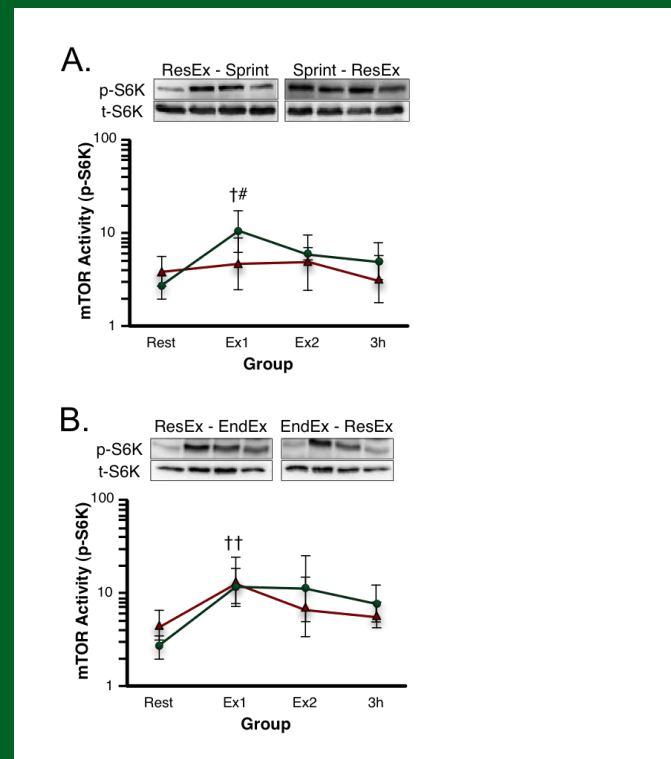 A.
ResEx - Sprint Sprint - ResEx
p-S6K
t-S6K
mTOR Activity (p-S6K)
100
10
1
†#
Rest Ex1 Ex2 3h
Group
B.
ResEx - EndEx EndEx - ResEx
p-S6K
t-S6K
mTOR Activity (p-S6K)
100
10
1
††
Rest Ex1 Ex2 3h
Group